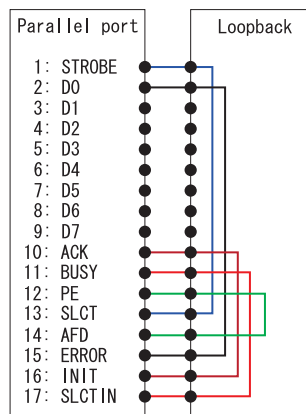 Parallel port Loopback
1: STROBE
2: D0
3: D1
4: D2
5: D3
6: D4
7: D5
8: D6
9: D7
10: ACK
11: BUSY
12: PE
13: SLCT
14: AFD
15: ERROR
16: INIT
17: SLCTIN